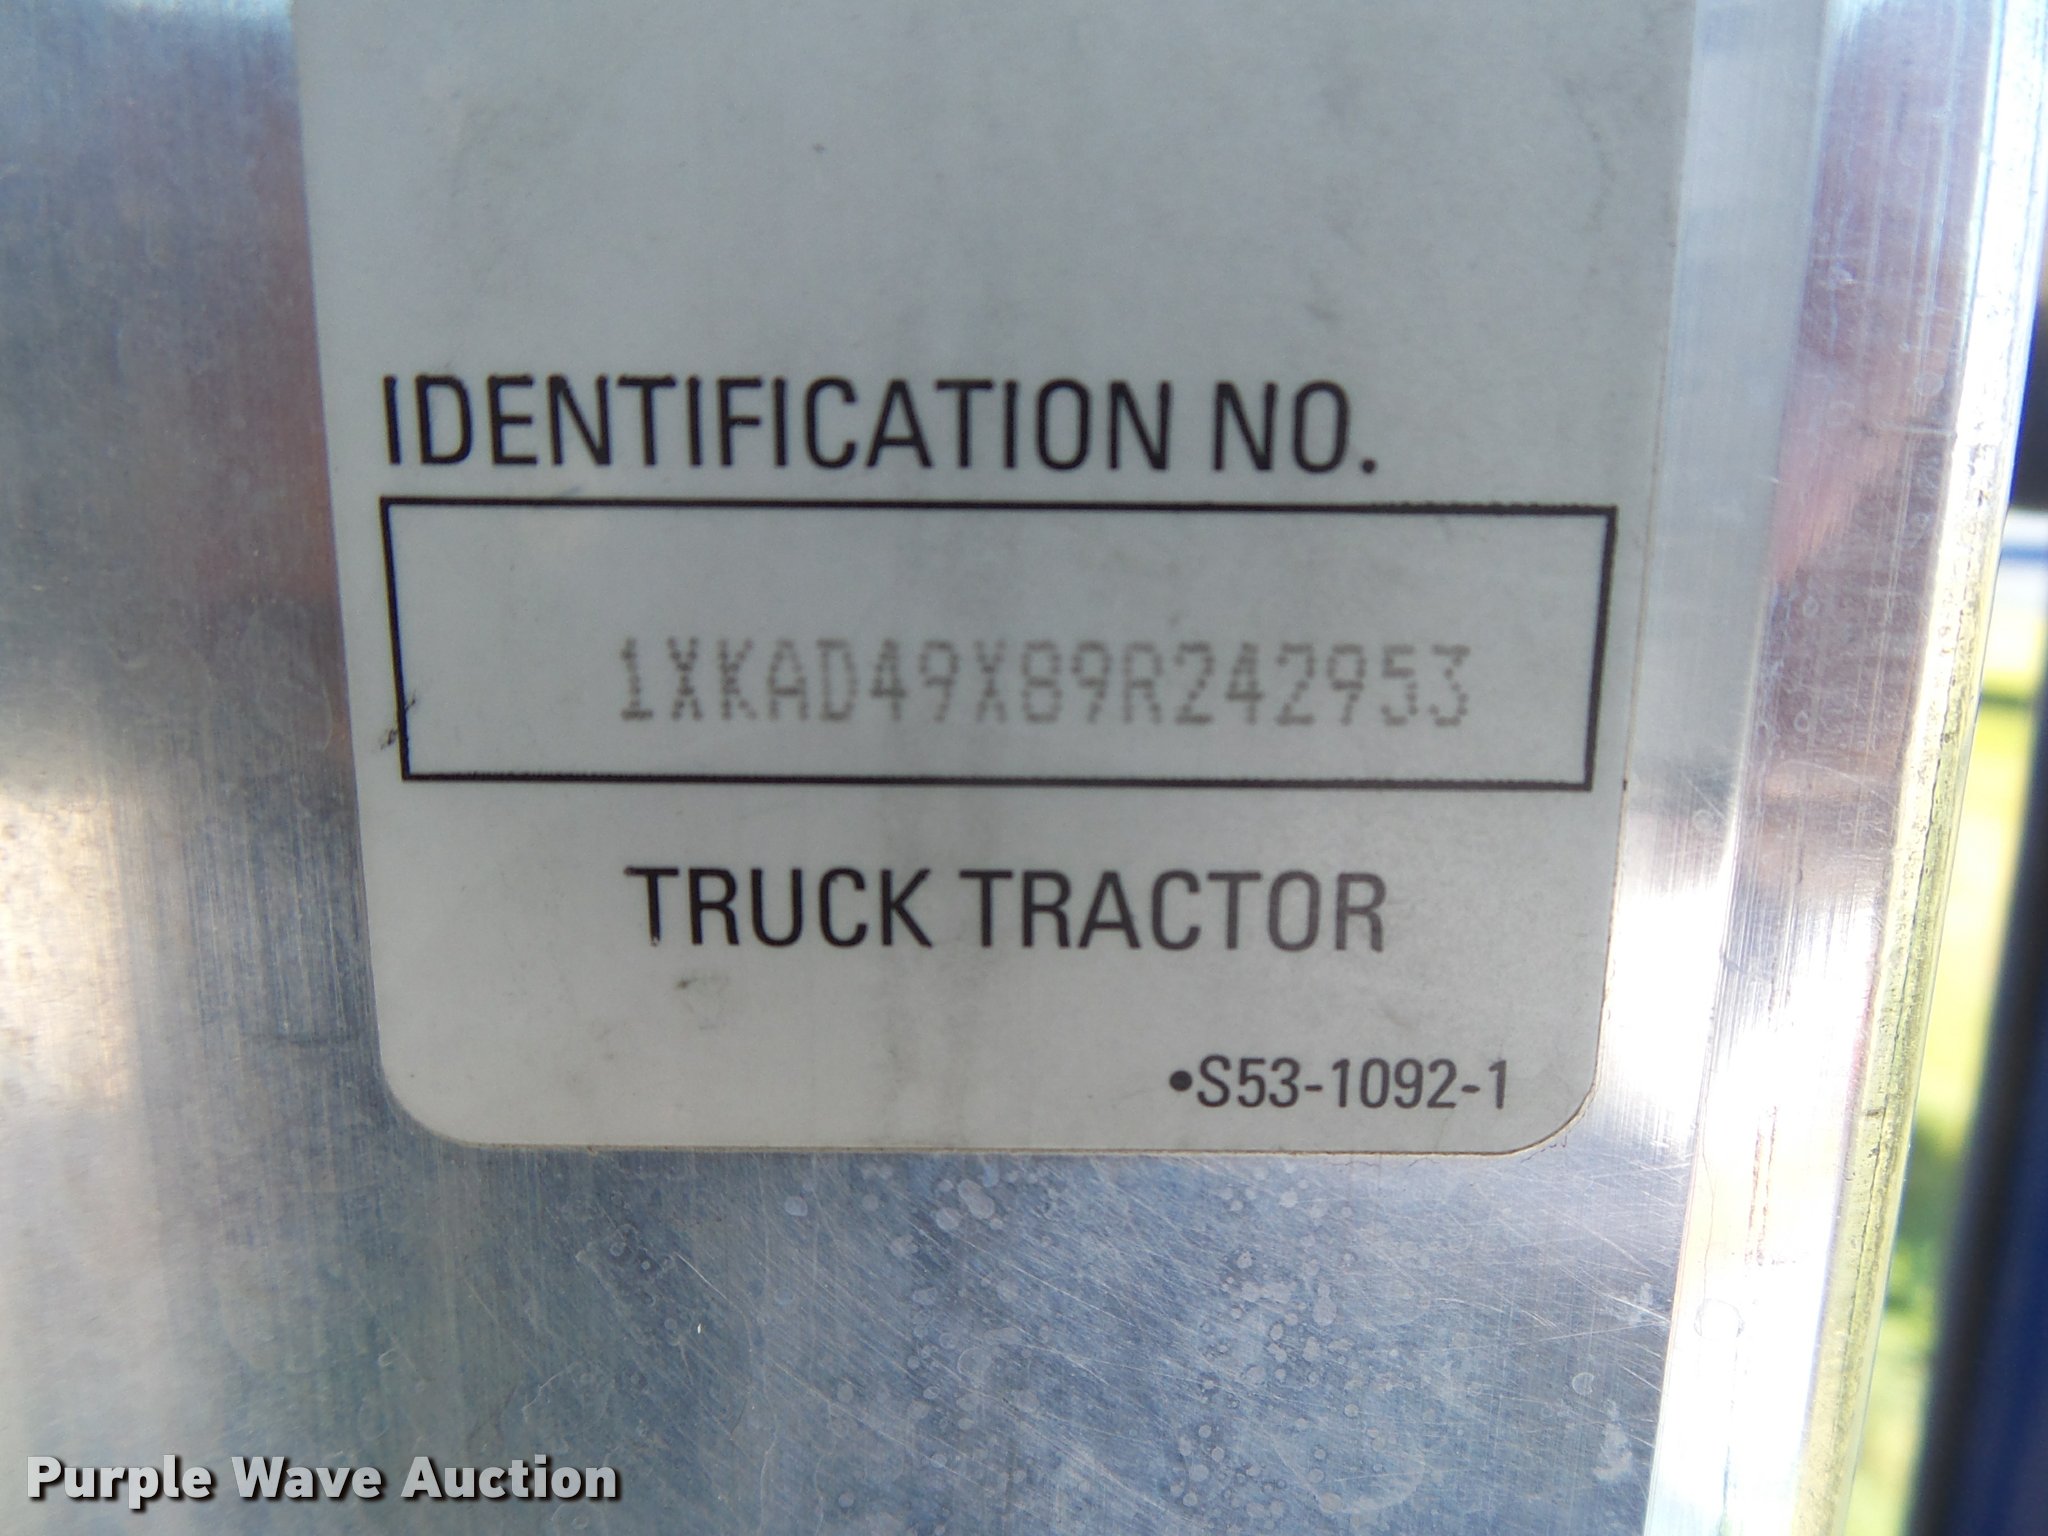 IDENTIFICATION NO.
1XKAD49X89R242953
TRUCK TRACTOR
•S53-1092-1
Purple Wave Auction